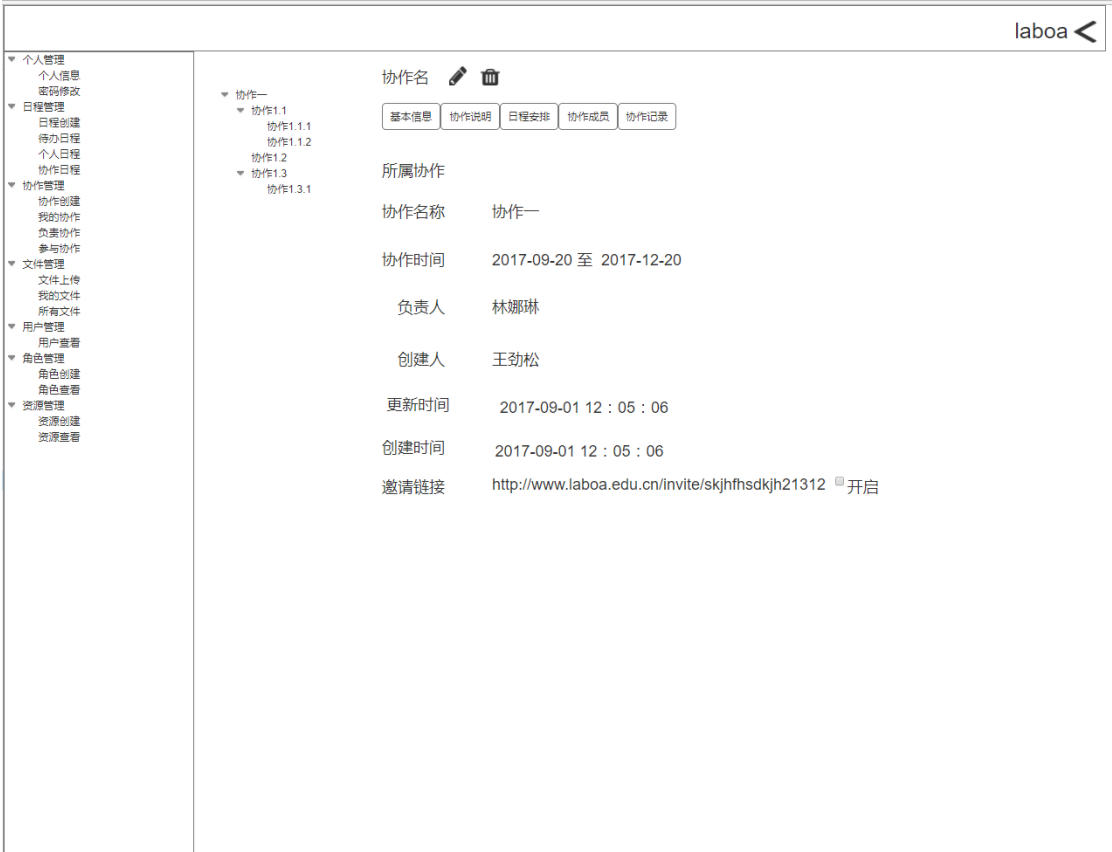 laboa
个人管理
个人信息
密码修改
日程管理
日程创建
待办日程
个人日程
协作日程
协作管理
协作创建
我的协作
负责协作
参与协作
文件管理
文件上传
我的文件
所有文件
用户管理
用户查看
角色管理
角色创建
角色查看
资源管理
资源创建
资源查看
协作一
协作1.1
协作1.1.1
协作1.1.2
协作1.2
协作1.3
协作1.3.1
协作名
基本信息 协作说明 日程安排 协作成员 协作记录
所属协作
协作名称 协作一
协作时间 2017-09-20 至 2017-12-20
负责人 林娜琳
创建人 王劲松
更新时间 2017-09-01 12：05：06
创建时间 2017-09-01 12：05：06
邀请链接 http://www.laboa.edu.cn/invite/skjhfhsdkjh21312 开启